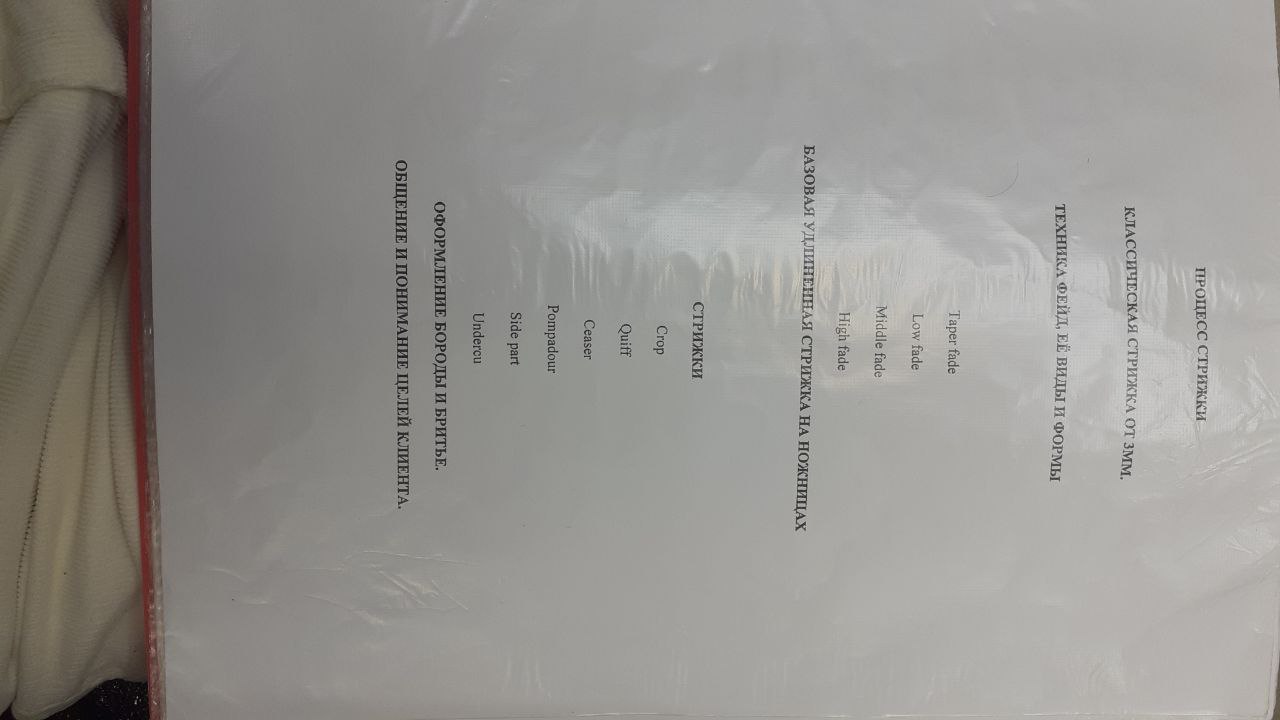 ПРОЦЕСС СТРИЖКИ
КЛАССИЧЕСКАЯ СТРИЖКА ОТ 3ММ.
ТЕХНИКА ФЕЙД, ЕЁ ВИДЫ И ФОРМЫ
Taper fade
Low fade
Middle fade
High fade
БАЗОВАЯ УДЛИНЕННАЯ СТРИЖКА НА НОЖНИЦАХ
СТРИЖКИ
Crop
Quiff
Ceaser
Pompadour
Side part
Undercu
ОФОРМЛЕНИЕ БОРОДЫ И БРИТЬЕ.
ОБЩЕНИЕ И ПОНИМАНИЕ ЦЕЛЕЙ КЛИЕНТА.